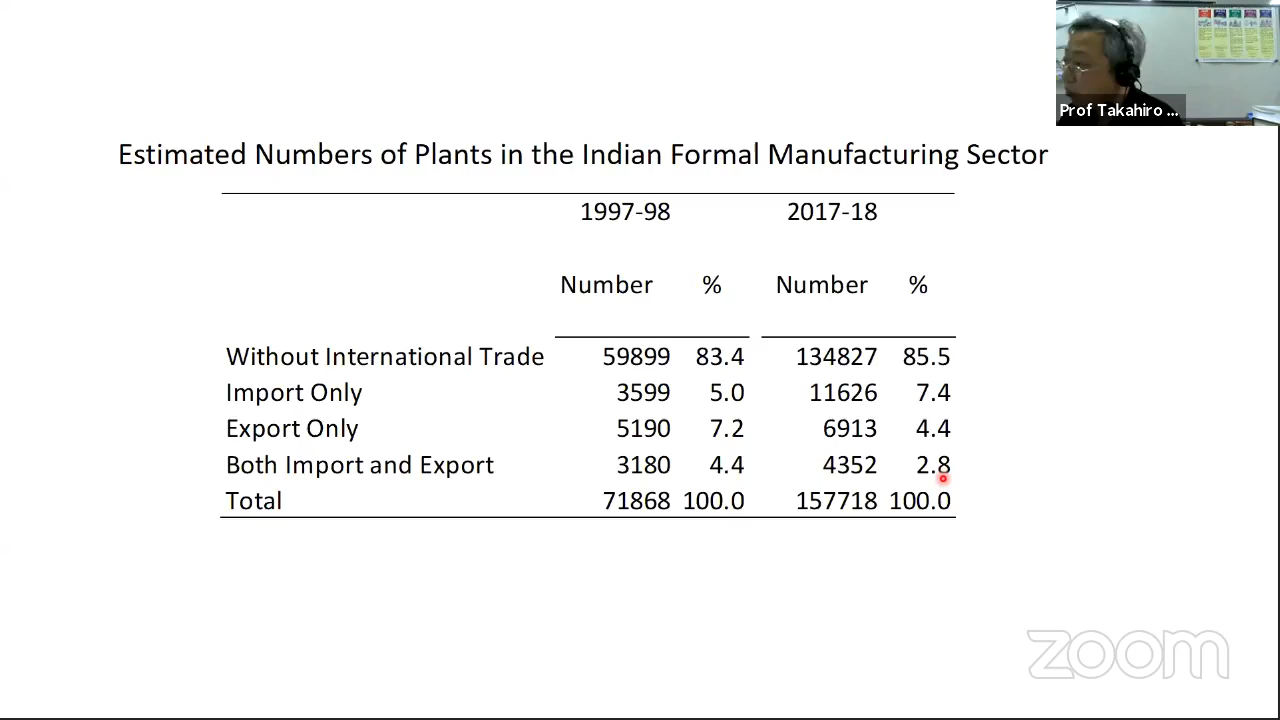 Prof Takahiro ...
Estimated Numbers of Plants in the Indian Formal Manufacturing Sector
1997-98 2017-18
Number % Number %
Without International Trade 59899 83.4 134827 85.5
Import Only 3599 5.0 11626 7.4
Export Only 5190 7.2 6913 4.4
Both Import and Export 3180 4.4 4352 2.8
Total 71868 100.0 157718 100.0
zoom